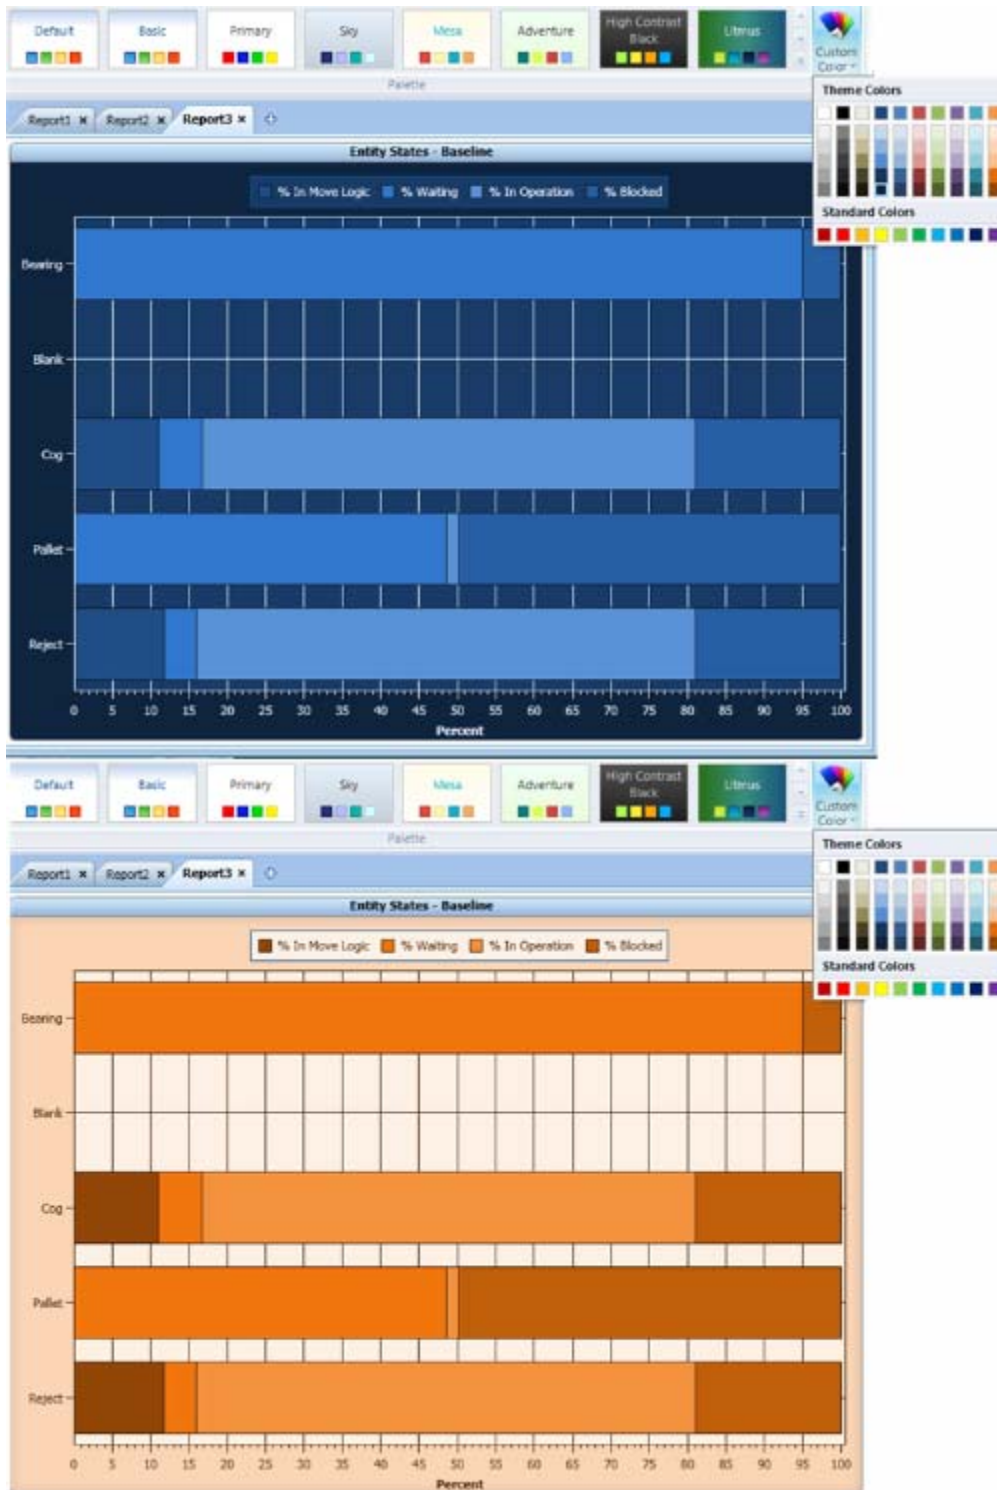 Default Basic Primary Sky Mesa Adventure High Contrast Black Litmus Custom Color
Palette
Theme Colors
Report1 × Report2 × Report3 ×
Entity States - Baseline
% In Move Logic % Waiting % In Operation % Blocked
Standard Colors
Bearing
Blank
Cog
Pallet
Reject
0 5 10 15 20 25 30 35 40 45 50 55 60 65 70 75 80 85 90 95 100
Percent
Default Basic Primary Sky Mesa Adventure High Contrast Black Litmus Custom Color
Palette
Theme Colors
Report1 × Report2 × Report3 ×
Entity States - Baseline
% In Move Logic % Waiting % In Operation % Blocked
Standard Colors
Bearing
Blank
Cog
Pallet
Reject
0 5 10 15 20 25 30 35 40 45 50 55 60 65 70 75 80 85 90 95 100
Percent